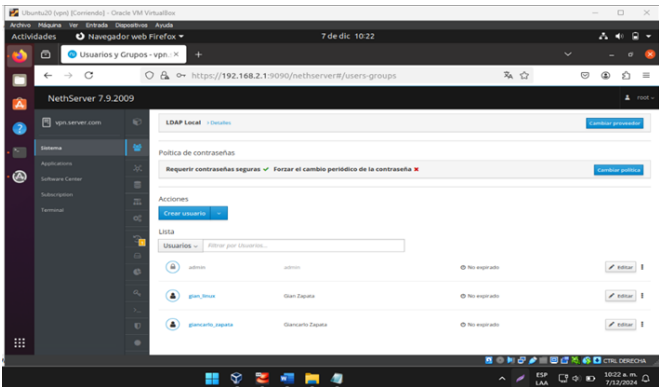 Ubuntu20 (vpn) [Corriendo] - Oracle VM VirtualBox
Archivo Máquina Ver Entrada Dispositivos Ayuda
Actividades Navegador web Firefox 7 de dic 10:22
Usuarios y Grupos - vpn.
https://192.168.2.1:9090/nethserver#/users-groups
NethServer 7.9.2009 root
vpn.server.com
LDAP Local Detalles Cambiar proveedor
Sistema
Política de contraseñas
Applications
Requerir contraseñas seguras Forzar el cambio periódico de la contraseña Cambiar política
Software Center
Subscription
Acciones
Terminal
Crear usuario
Lista
Usuarios Filtrar por Usuarios...
admin admin No expirado Editar
gian_linux Gian Zapata No expirado Editar
giancarlo_zapata Giancarlo Zapata No expirado Editar
CTRL DERECHA
ESP
LAA
10:22 a. m.
7/12/2024